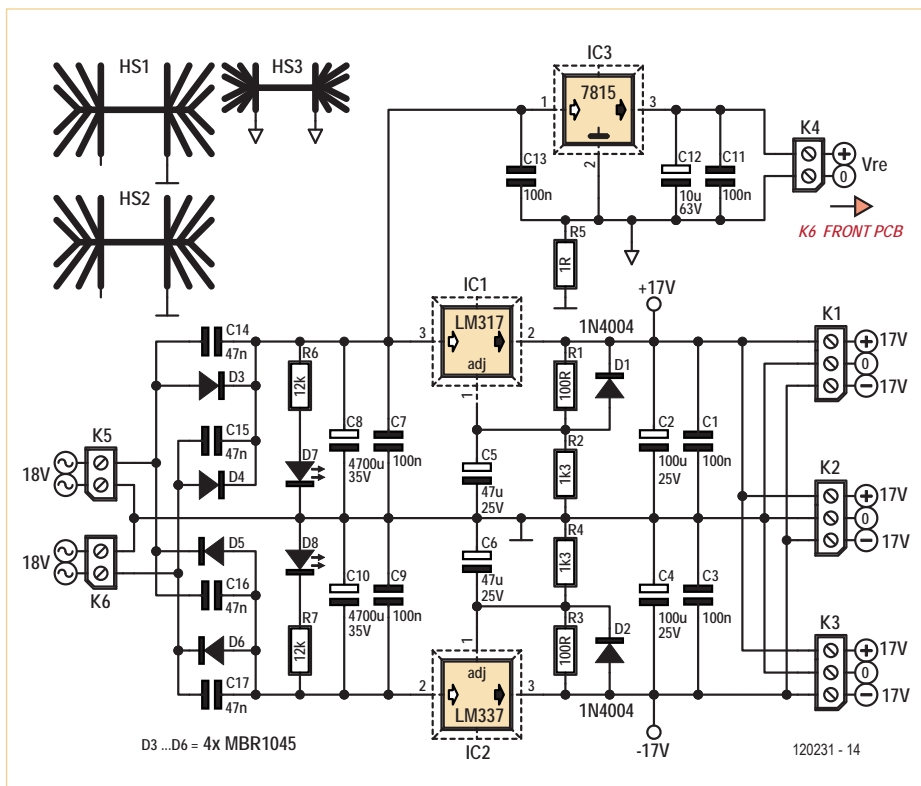 HS1
HS3
HS2
IC3
7815
1
3
2
C13
100n
C12
10u
63V
C11
100n
K4
+
0
Vre
K6 FRONT PCB
R5
1R
IC1
LM317
adj
3
2
1
+17V
1N4004
K1
+ 17V
0
− 17V
C14
47n
D3
C15
47n
D4
R6
12k
D7
C8
4700u
35V
C7
100n
R1
100R
D1
R2
1k3
C5
47u
25V
C2
100u
25V
C1
100n
K5
18V
18V
K6
D5
C16
47n
D6
C17
47n
D8
R7
12k
C10
4700u
35V
C9
100n
C6
47u
25V
R4
1k3
R3
100R
D2
C4
100u
25V
C3
100n
K2
+ 17V
0
− 17V
K3
+ 17V
0
− 17V
1
adj
LM337
2
3
IC2
1N4004
-17V
D3 ...D6 = 4x MBR1045
120231 - 14